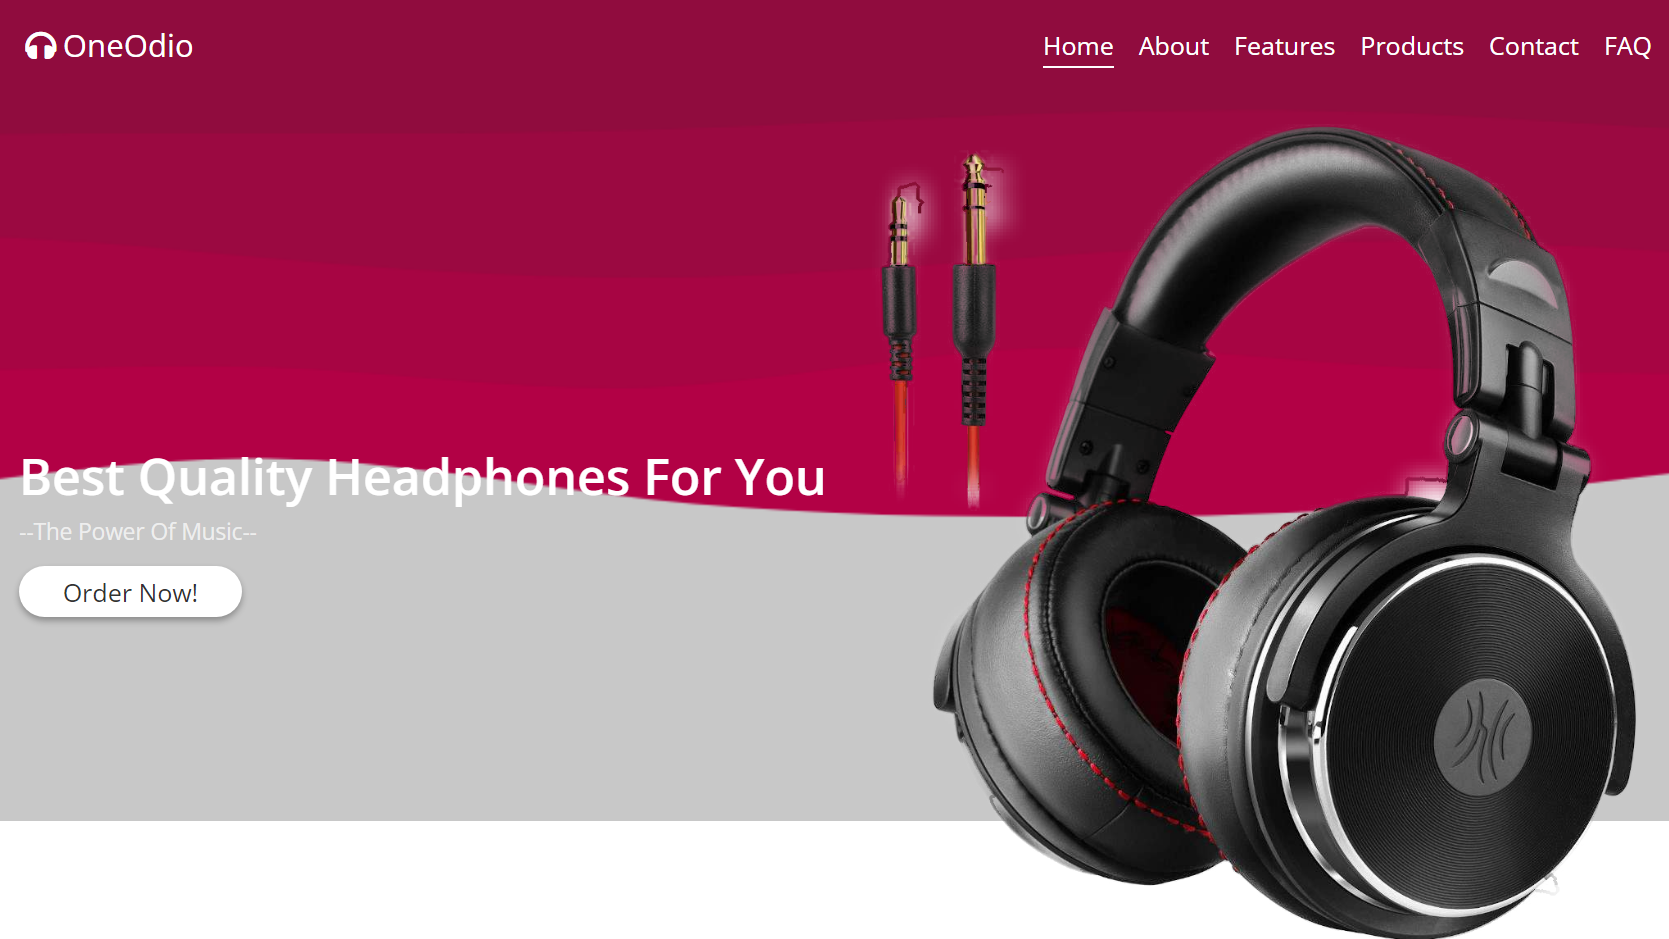 OneOdio
Home About Features Products Contact FAQ
Best Quality Headphones For You
--The Power Of Music--
Order Now!